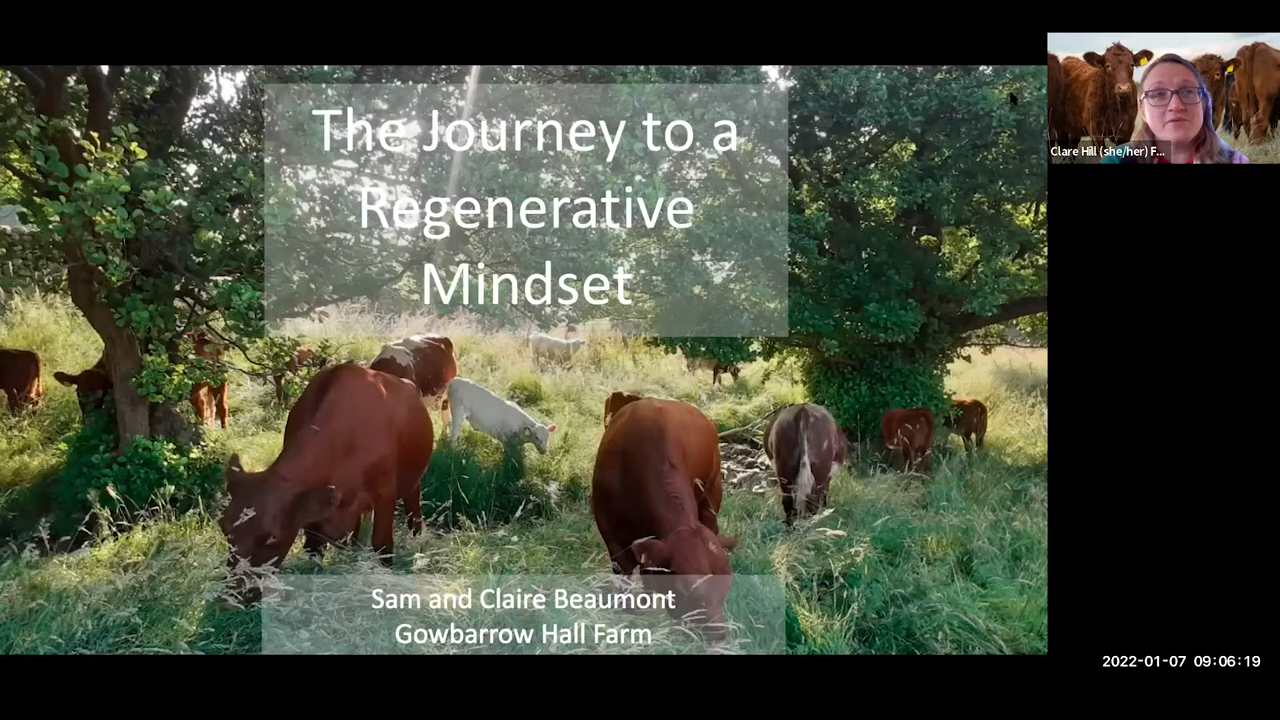 The Journey to a
Regenerative
Mindset
Clare Hill (she/her) F...
Sam and Claire Beaumont
Gowbarrow Hall Farm
2022-01-07 09:06:19